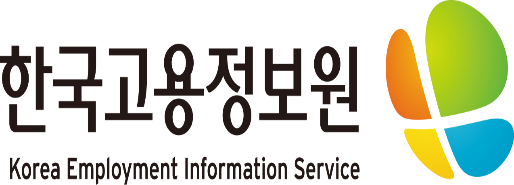 한국고용정보원
Korea Employment Information Service